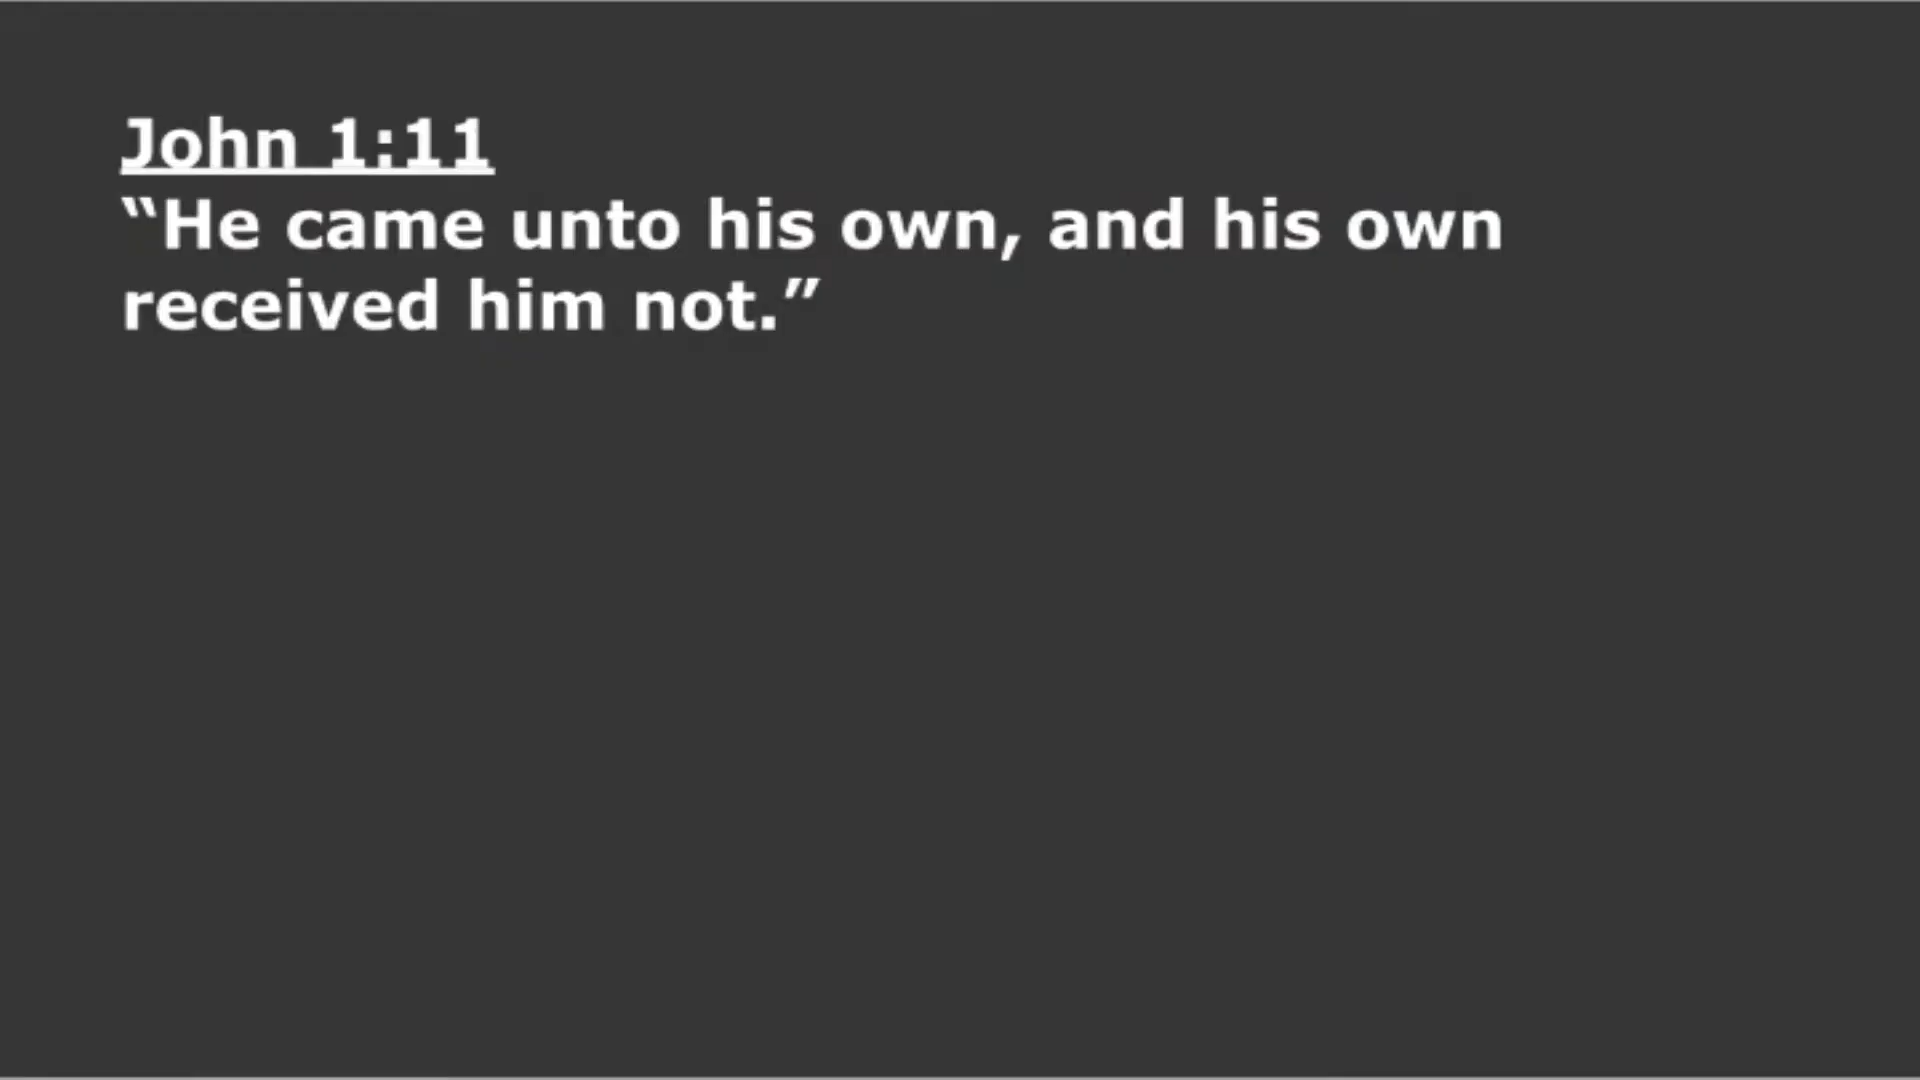 John 1:11
“He came unto his own, and his own
received him not.”